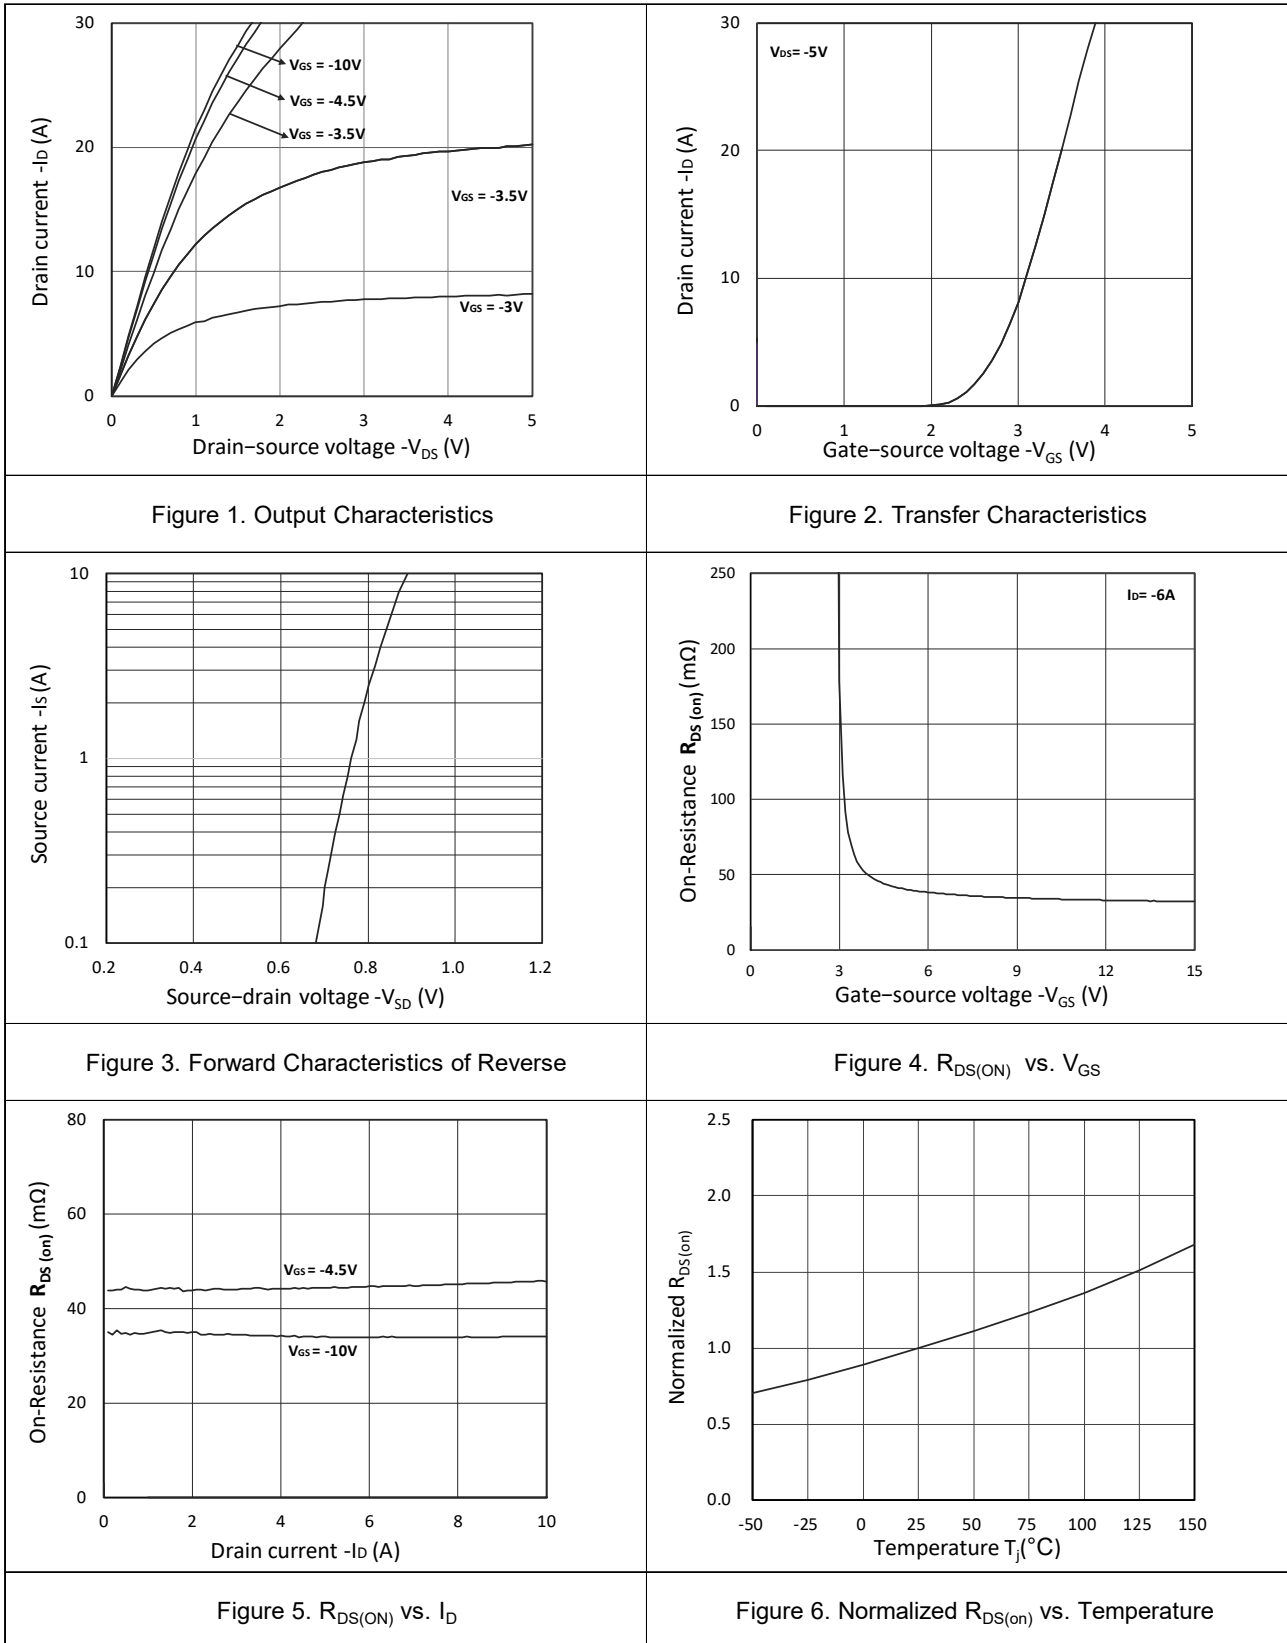 30
20
10
0
0 1 2 3 4 5
Drain current -ID (A)
VGS = -10V
VGS = -4.5V
VGS = -3.5V
VGS = -3.5V
VGS = -3V
Drain−source voltage -VDS (V)
Figure 1. Output Characteristics
30
20
10
0
0 1 2 3 4 5
Drain current -ID (A)
VDS= -5V
Gate−source voltage -VGS (V)
Figure 2. Transfer Characteristics
10
1
0.1
0.2 0.4 0.6 0.8 1.0 1.2
Source current -IS (A)
Source−drain voltage -VSD (V)
Figure 3. Forward Characteristics of Reverse
250
200
150
100
50
0
0 3 6 9 12 15
On-Resistance RDS (on) (mΩ)
ID= -6A
Gate−source voltage -VGS (V)
Figure 4. RDS(ON) vs. VGS
80
60
40
20
0
0 2 4 6 8 10
On-Resistance RDS (on) (mΩ)
VGS = -4.5V
VGS = -10V
Drain current -ID (A)
Figure 5. RDS(ON) vs. ID
2.5
2.0
1.5
1.0
0.5
0.0
-50 -25 0 25 50 75 100 125 150
Normalized RDS(on)
Temperature Tj(°C)
Figure 6. Normalized RDS(on) vs. Temperature